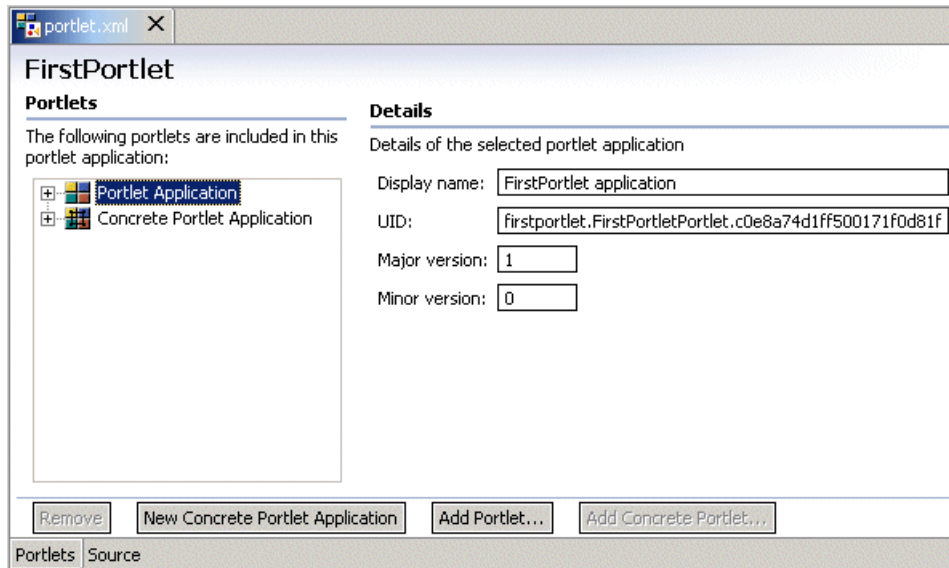 portlet.xml
FirstPortlet
Portlets
The following portlets are included in this
portlet application:
Portlet Application
Concrete Portlet Application
Details
Details of the selected portlet application
Display name: FirstPortlet application
UID: firstportlet.FirstPortletPortlet.c0e8a74d1ff500171f0d81f
Major version: 1
Minor version: 0
Remove New Concrete Portlet Application Add Portlet... Add Concrete Portlet...
Portlets Source